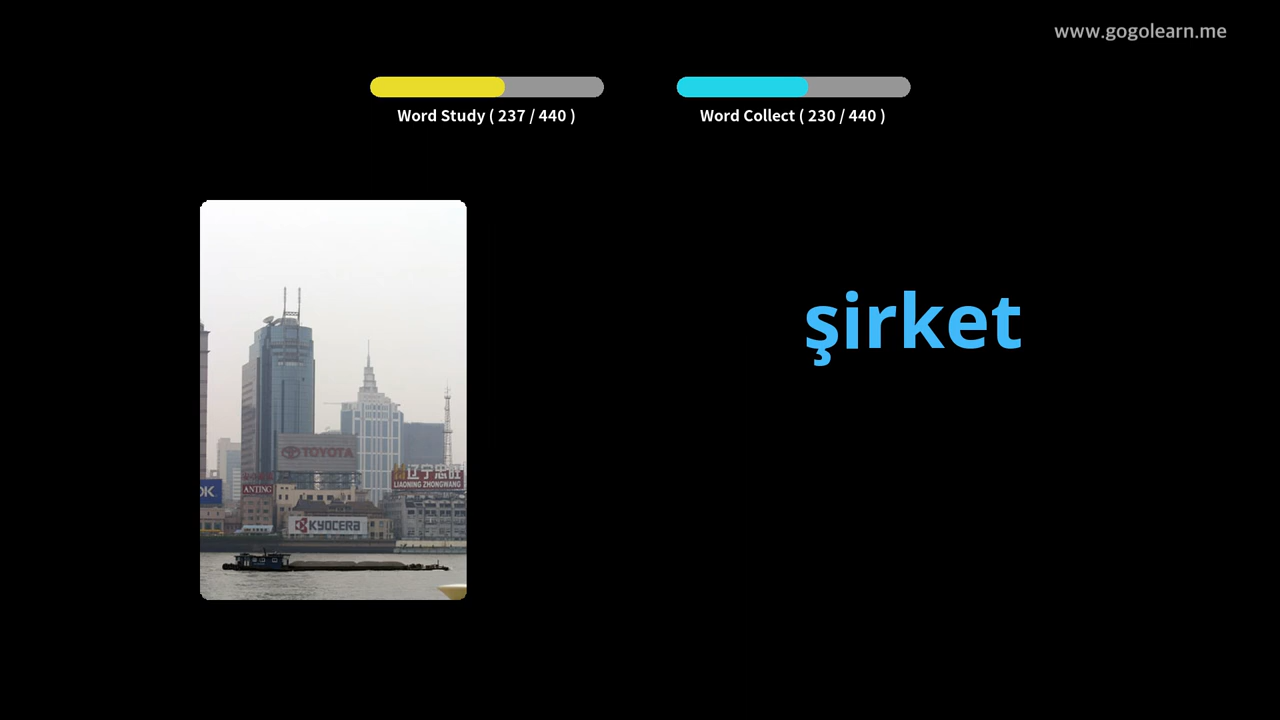 www.gogolearn.me
Word Study ( 237 / 440 )
Word Collect ( 230 / 440 )
şirket
TOYOTA
辽宁忠旺
LIAONING ZHONGWANG
OK
ANTING
KYOCERA